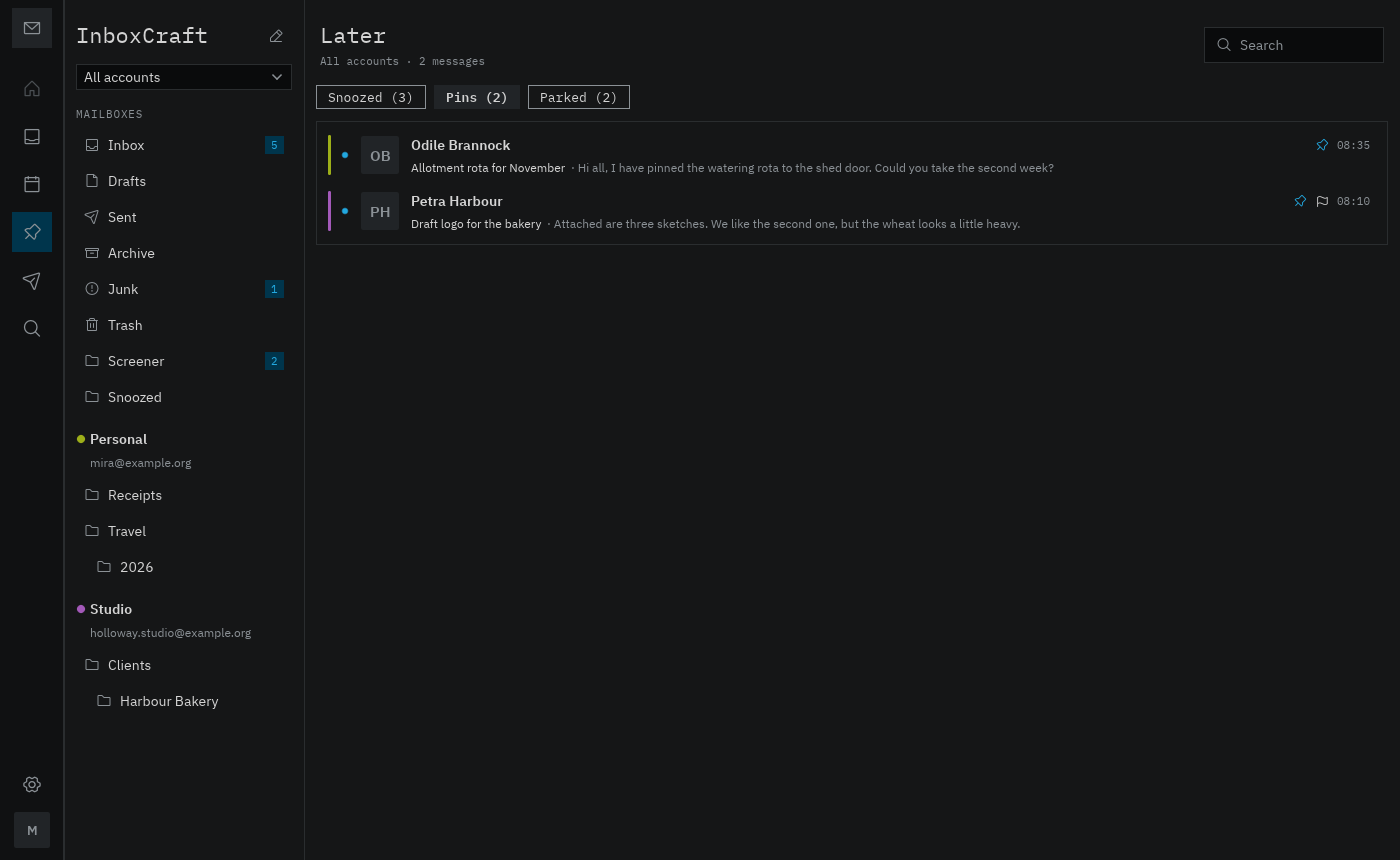 InboxCraft
All accounts
MAILBOXES
Inbox 5
Drafts
Sent
Archive
Junk 1
Trash
Screener 2
Snoozed
Personal
mira@example.org
Receipts
Travel
2026
Studio
holloway.studio@example.org
Clients
Harbour Bakery
M
Later
All accounts · 2 messages
Search
Snoozed (3) Pins (2) Parked (2)
OB Odile Brannock 08:35
Allotment rota for November · Hi all, I have pinned the watering rota to the shed door. Could you take the second week?
PH Petra Harbour 08:10
Draft logo for the bakery · Attached are three sketches. We like the second one, but the wheat looks a little heavy.